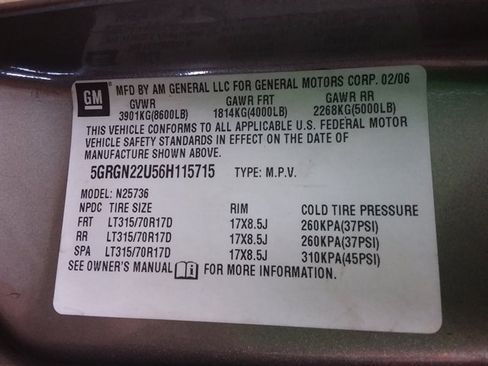 GM
MFD BY AM GENERAL LLC FOR GENERAL MOTORS CORP. 02/06
GVWR GAWR FRT GAWR RR
3901KG(8600LB) 1814KG(4000LB) 2268KG(5000LB)
THIS VEHICLE CONFORMS TO ALL APPLICABLE U.S. FEDERAL MOTOR
VEHICLE SAFETY STANDARDS IN EFFECT ON THE DATE OF
MANUFACTURE SHOWN ABOVE.
5GRGN22U56H115715 TYPE: M.P.V.
MODEL: N25736
NPDC TIRE SIZE RIM COLD TIRE PRESSURE
FRT LT315/70R17D 17X8.5J 260KPA(37PSI)
RR LT315/70R17D 17X8.5J 260KPA(37PSI)
SPA LT315/70R17D 17X8.5J 310KPA(45PSI)
SEE OWNER'S MANUAL FOR MORE INFORMATION.